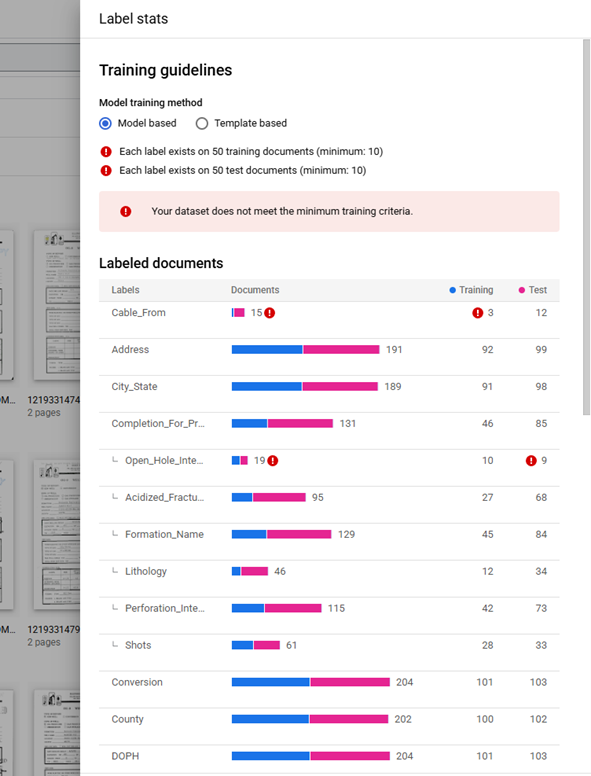 Label stats
Training guidelines
Model training method
Model based Template based
Each label exists on 50 training documents (minimum: 10)
Each label exists on 50 test documents (minimum: 10)
Your dataset does not meet the minimum training criteria.
Labeled documents
Labels Documents Training Test
Cable_From 15 3 12
Address 191 92 99
City_State 189 91 98
Completion_For_Pr... 131 46 85
Open_Hole_Inte... 19 10 9
Acidized_Fractu... 95 27 68
Formation_Name 129 45 84
Lithology 46 12 34
Perforation_Inte... 115 42 73
Shots 61 28 33
Conversion 204 101 103
County 202 100 102
DOPH 204 101 103
OM... 1219331474
2 pages
OM... 1219331479
2 pages